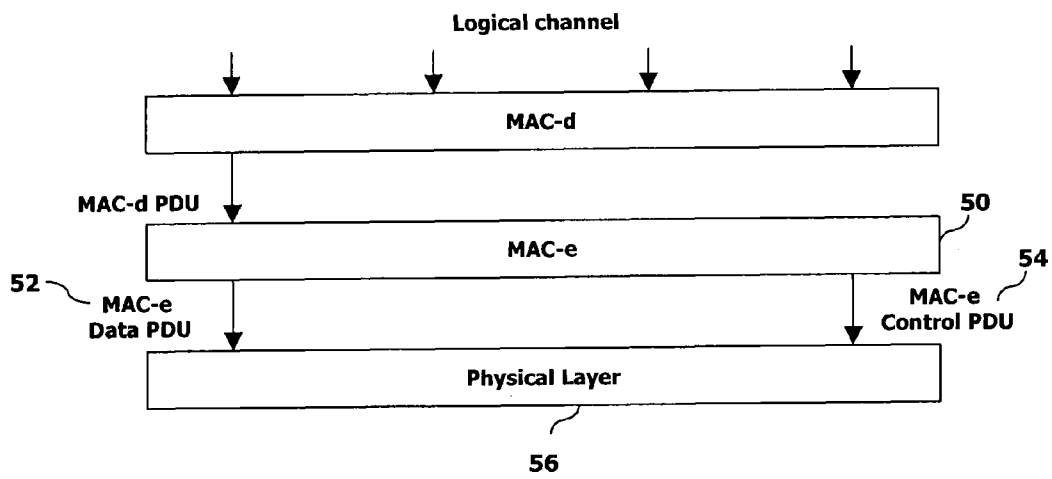 Logical channel
MAC-d
MAC-d PDU
50
MAC-e
52
MAC-e
Data PDU
54
MAC-e
Control PDU
Physical Layer
56